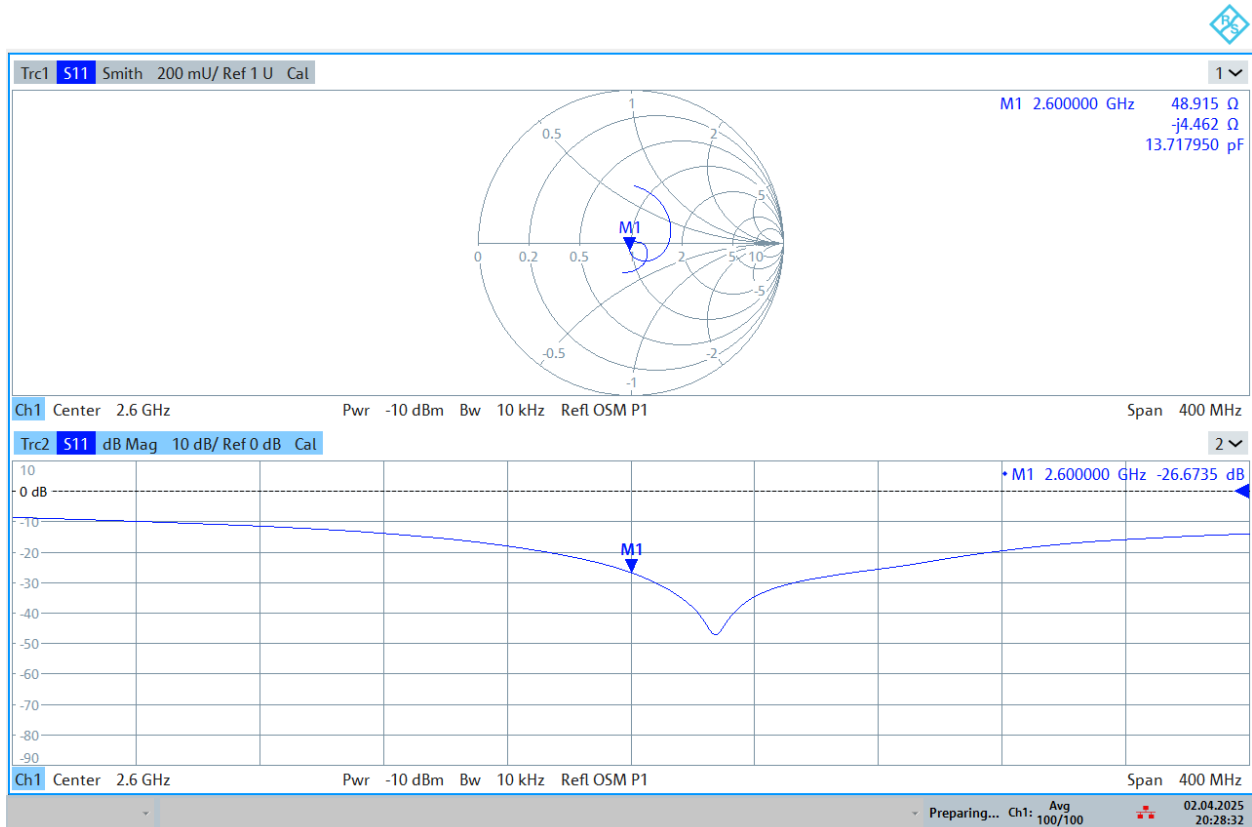 R&S
Trc1 S11 Smith 200 mU/ Ref 1 U Cal
1
M1 2.600000 GHz 48.915 Ω
-j4.462 Ω
13.717950 pF
1
0.5
2
5
M1
0 0.2 0.5 2 5 10
-5
-0.5
-2
-1
Ch1 Center 2.6 GHz Pwr -10 dBm Bw 10 kHz Refl OSM P1 Span 400 MHz
Trc2 S11 dB Mag 10 dB/ Ref 0 dB Cal
2
10
M1 2.600000 GHz -26.6735 dB
0 dB
-10
-20
M1
-30
-40
-50
-60
-70
-80
-90
Ch1 Center 2.6 GHz Pwr -10 dBm Bw 10 kHz Refl OSM P1 Span 400 MHz
Preparing... Ch1: Avg 100/100
02.04.2025
20:28:32